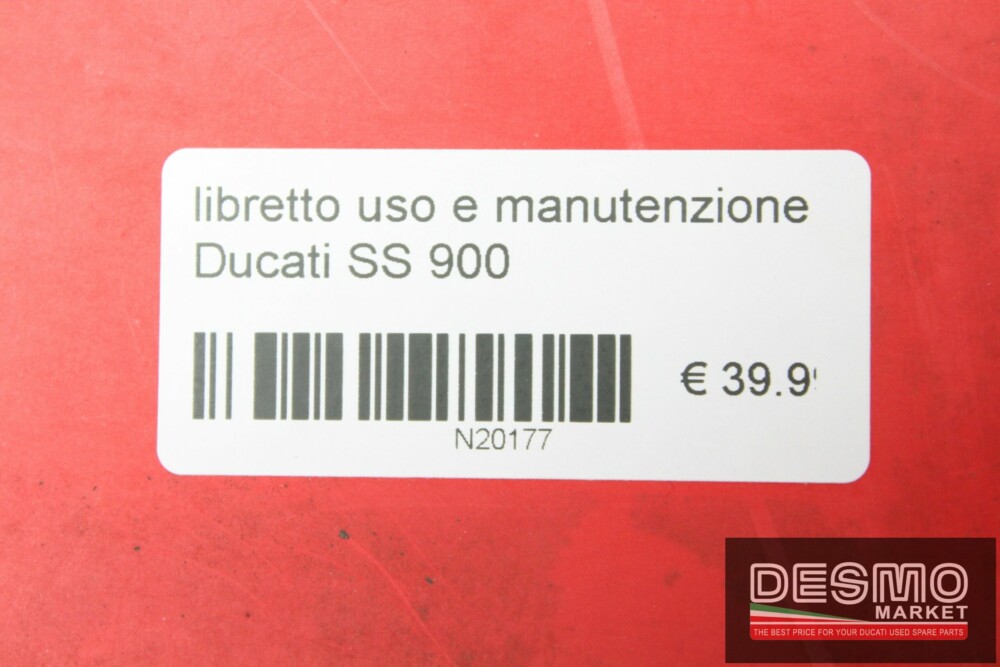 libretto uso e manutenzione
Ducati SS 900
€ 39.9
N20177
DESMO
MARKET
THE BEST PRICE FOR YOUR DUCATI USED SPARE PARTS